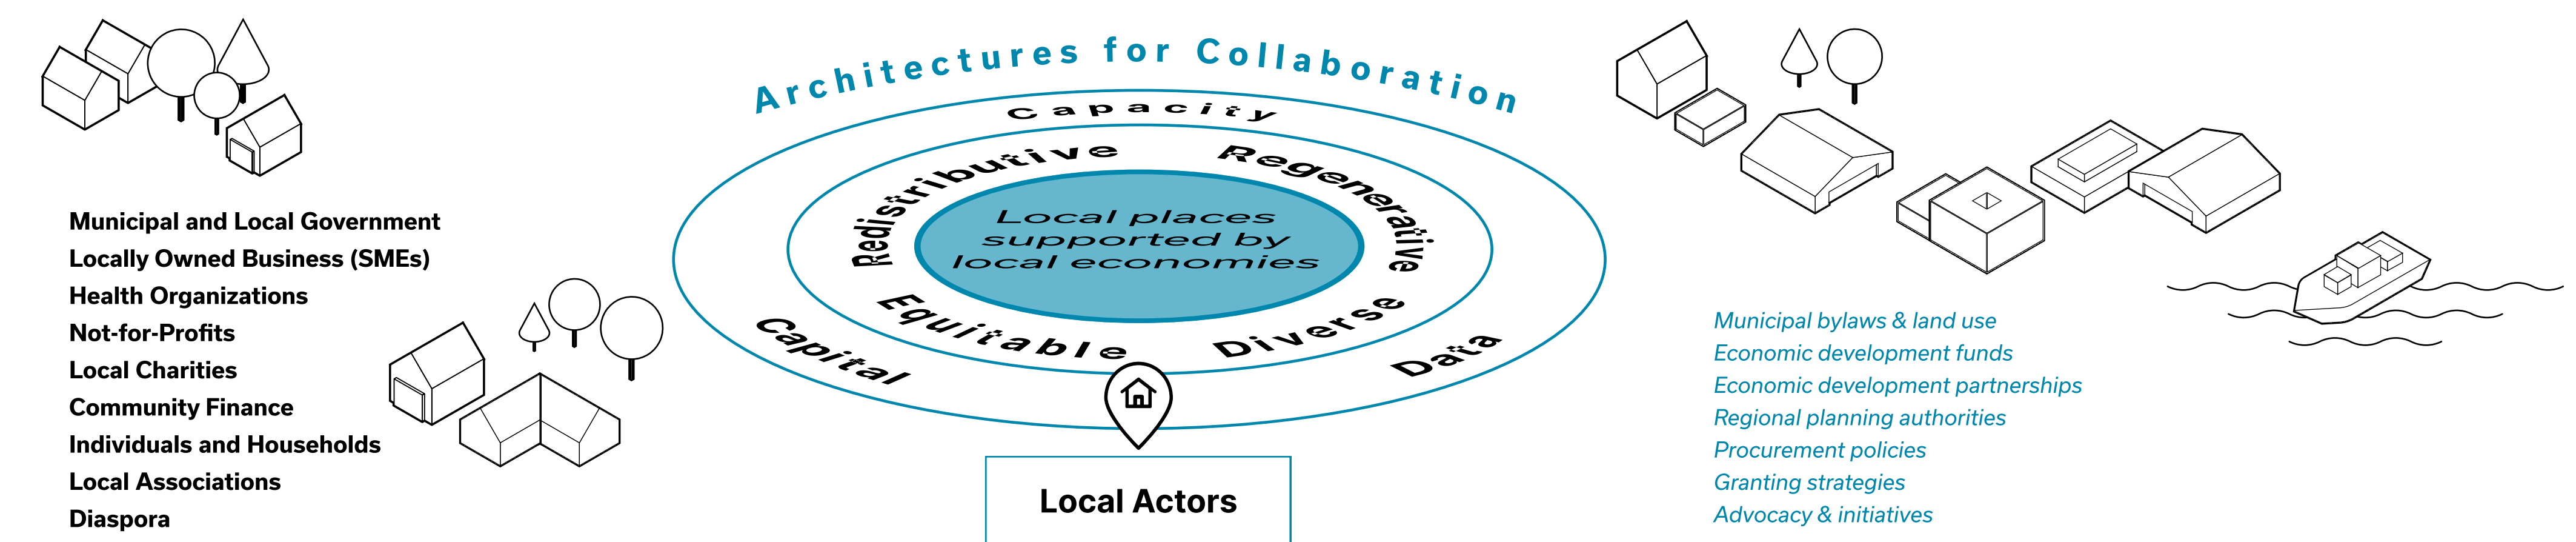 Architectures for Collaboration
Capacity
Redistributive
Regenerative
Local places
supported by
local economies
Equitable
Diverse
Capital
Data
Local Actors
Municipal and Local Government
Locally Owned Business (SMEs)
Health Organizations
Not-for-Profits
Local Charities
Community Finance
Individuals and Households
Local Associations
Diaspora
Municipal bylaws & land use
Economic development funds
Economic development partnerships
Regional planning authorities
Procurement policies
Granting strategies
Advocacy & initiatives